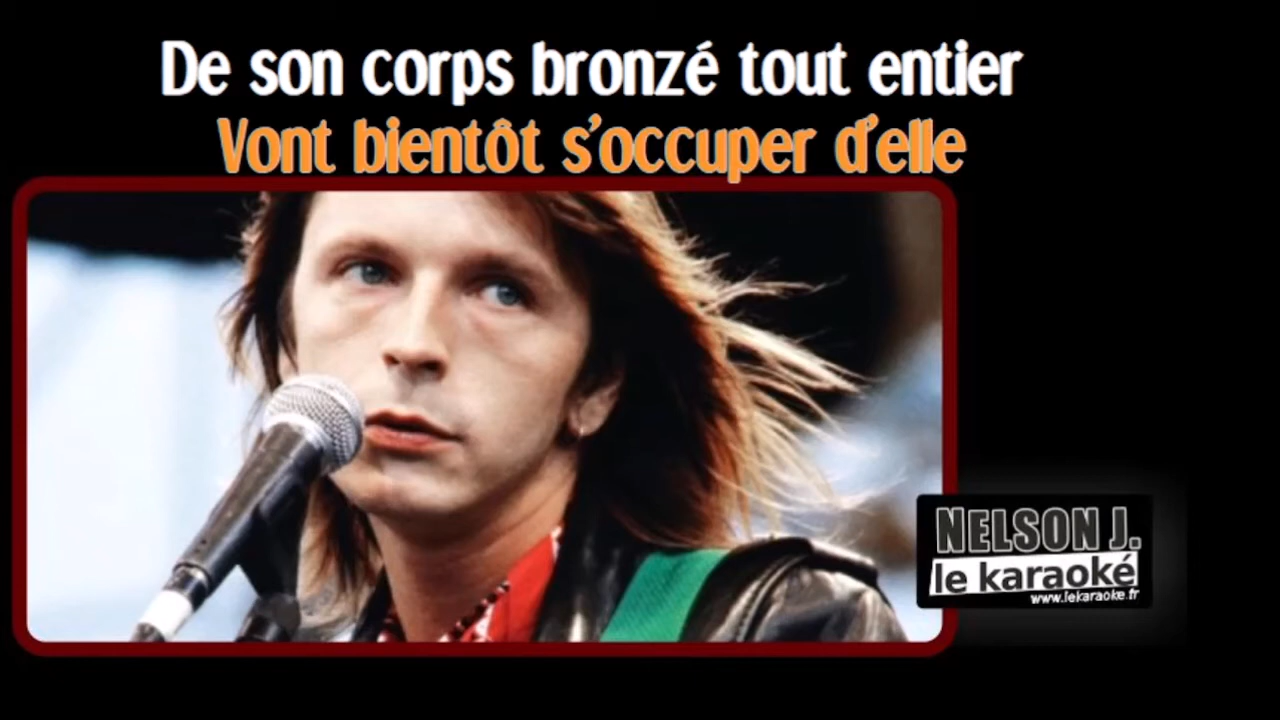 De son corps bronzé tout entier
Vont bientôt s'occuper d'elle
NELSON J.
le karaoké
www.lekaraoke.fr